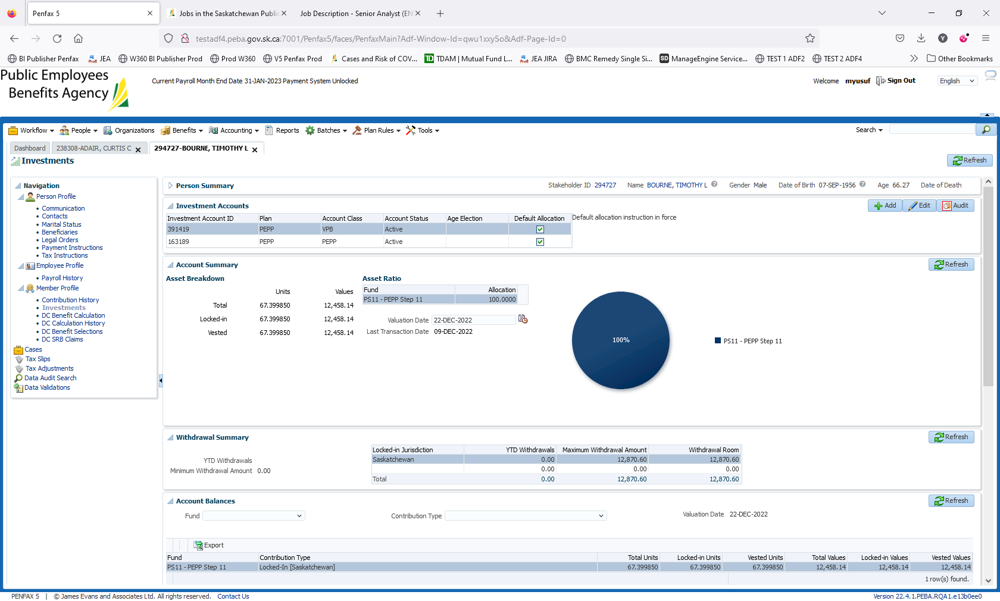 Penfax 5
Jobs in the Saskatchewan Public
Job Description - Senior Analyst (EN
testadf4.peba.gov.sk.ca:7001/Penfax5/faces/PenfaxMain?Adf-Window-Id=qwu1xxy5o&Adf-Page-Id=0
BI Publisher Penfax JEA W360 BI Publisher Prod Prod W360 V5 Penfax Prod Cases and Risk of COV... TDAM | Mutual Fund L... JEA JIRA BMC Remedy Single Si... ManageEngine Service... TEST 1 ADF2 TEST 2 ADF4 Other Bookmarks
Public Employees
Benefits Agency
Current Payroll Month End Date 31-JAN-2023 Payment System Unlocked
Welcome myusuf Sign Out English
Workflow People Organizations Benefits Accounting Reports Batches Plan Rules Tools Search
Dashboard 238308-ADAIR, CURTIS C 294727-BOURNE, TIMOTHY L
Investments
Refresh
Navigation
Person Profile
Communication
Contacts
Marital Status
Beneficiaries
Legal Orders
Payment Instructions
Tax Instructions
Employee Profile
Payroll History
Member Profile
Contribution History
Investments
DC Benefit Calculation
DC Calculation History
DC Benefit Selections
DC SRB Claims
Cases
Tax Slips
Tax Adjustments
Data Audit Search
Data Validations
Person Summary Stakeholder ID 294727 Name BOURNE, TIMOTHY L Gender Male Date of Birth 07-SEP-1956 Age 66.27 Date of Death
Investment Accounts Add Edit Audit
Investment Account ID Plan Account Class Account Status Age Election Default Allocation Default allocation instruction in force
391419 PEPP VPB Active
163189 PEPP PEPP Active
Account Summary Refresh
Asset Breakdown Asset Ratio
Units Values Fund Allocation
PS11 - PEPP Step 11 100.0000
Total 67.399850 12,458.14
Locked-in 67.399850 12,458.14 Valuation Date 22-DEC-2022
Vested 67.399850 12,458.14 Last Transaction Date 09-DEC-2022
100%
PS11 - PEPP Step 11
Withdrawal Summary Refresh
Locked-in Jurisdiction YTD Withdrawals Maximum Withdrawal Amount Withdrawal Room
YTD Withdrawals Saskatchewan 0.00 12,870.60 12,870.60
Minimum Withdrawal Amount 0.00 0.00 0.00 0.00
Total 0.00 12,870.60 12,870.60
Account Balances Refresh
Fund Contribution Type Valuation Date 22-DEC-2022
Export
Fund Contribution Type Total Units Locked-in Units Vested Units Total Values Locked-in Values Vested Values
PS11 - PEPP Step 11 Locked-In [Saskatchewan] 67.399850 67.399850 67.399850 12,458.14 12,458.14 12,458.14
1 row(s) found.
PENFAX 5 | © James Evans and Associates Ltd. All rights reserved. Contact Us Version 22.4.1.PEBA.RQA1.e13b0ee0